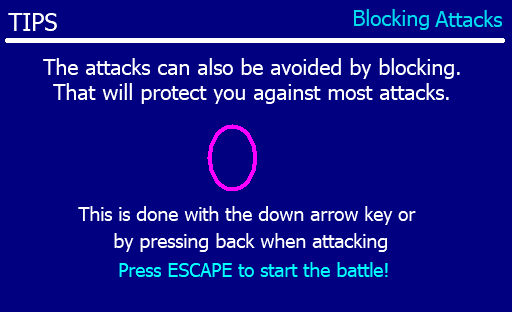 TIPS
Blocking Attacks
The attacks can also be avoided by blocking.
That will protect you against most attacks.
This is done with the down arrow key or
by pressing back when attacking
Press ESCAPE to start the battle!